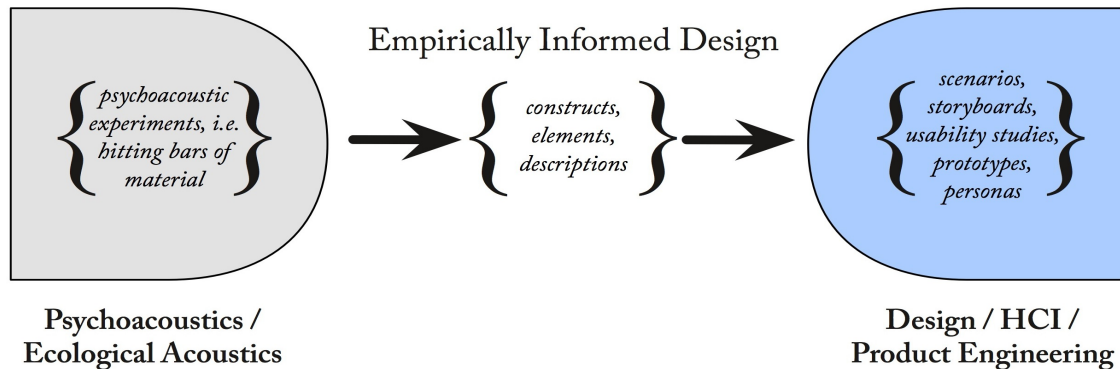 Empirically Informed Design
psychoacoustic
experiments, i.e.
hitting bars of
material
constructs,
elements,
descriptions
scenarios,
storyboards,
usability studies,
prototypes,
personas
Psychoacoustics /
Ecological Acoustics
Design / HCI /
Product Engineering